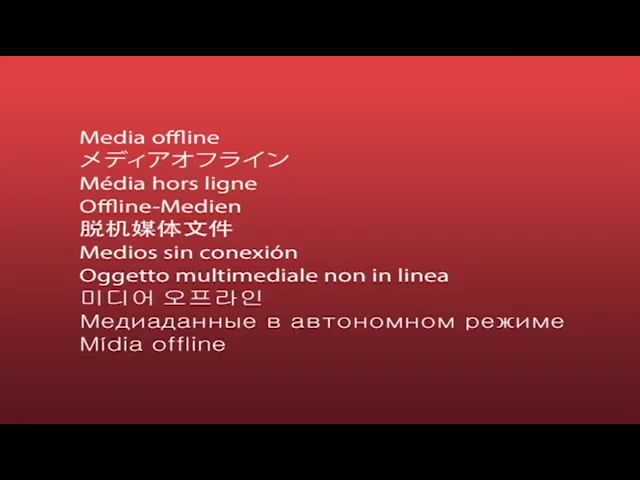 Media offline
メディアオフライン
Média hors ligne
Offline-Medien
脱机媒体文件
Medios sin conexión
Oggetto multimediale non in linea
미디어 오프라인
Медиаданные в автономном режиме
Mídia offline